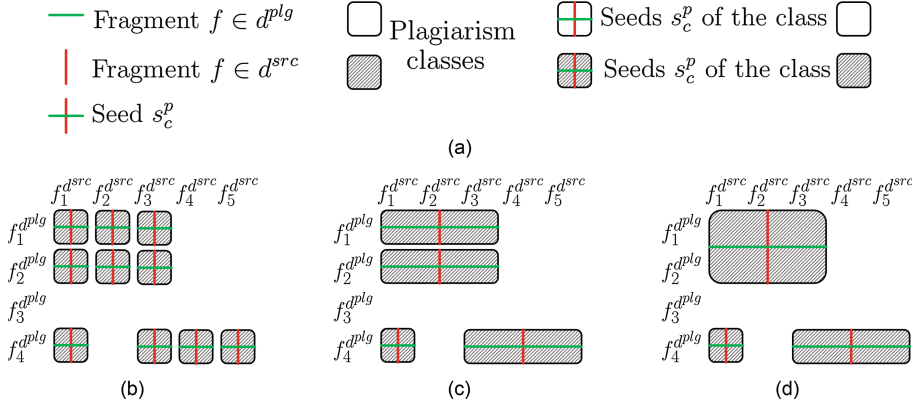 Fragment $f \in d^{plg}$
Fragment $f \in d^{src}$
Seed $s_c^p$
Plagiarism
classes
Seeds $s_c^p$ of the class
Seeds $s_c^p$ of the class
(a)
$f_1^{d^{src}}$ $f_2^{d^{src}}$ $f_3^{d^{src}}$ $f_4^{d^{src}}$ $f_5^{d^{src}}$
$f_1^{d^{plg}}$
$f_2^{d^{plg}}$
$f_3^{d^{plg}}$
$f_4^{d^{plg}}$
(b)
$f_1^{d^{src}}$ $f_2^{d^{src}}$ $f_3^{d^{src}}$ $f_4^{d^{src}}$ $f_5^{d^{src}}$
$f_1^{d^{plg}}$
$f_2^{d^{plg}}$
$f_3^{d^{plg}}$
$f_4^{d^{plg}}$
(c)
$f_1^{d^{src}}$ $f_2^{d^{src}}$ $f_3^{d^{src}}$ $f_4^{d^{src}}$ $f_5^{d^{src}}$
$f_1^{d^{plg}}$
$f_2^{d^{plg}}$
$f_3^{d^{plg}}$
$f_4^{d^{plg}}$
(d)